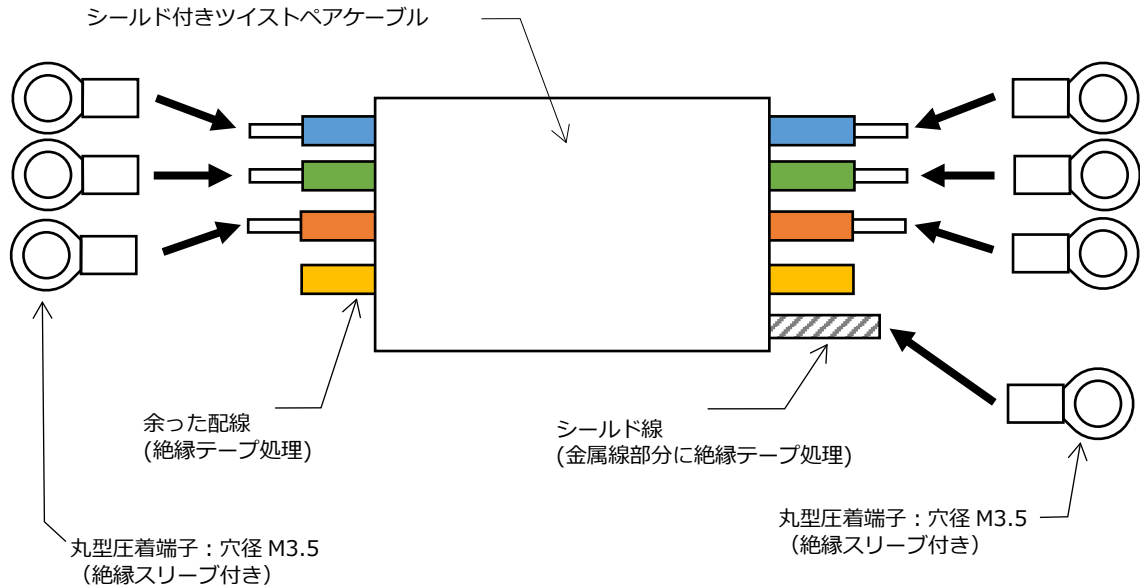 シールド付きツイストペアケーブル
余った配線
(絶縁テープ処理)
シールド線
(金属線部分に絶縁テープ処理)
丸型圧着端子：穴径 M3.5
（絶縁スリーブ付き）
丸型圧着端子：穴径 M3.5
（絶縁スリーブ付き）